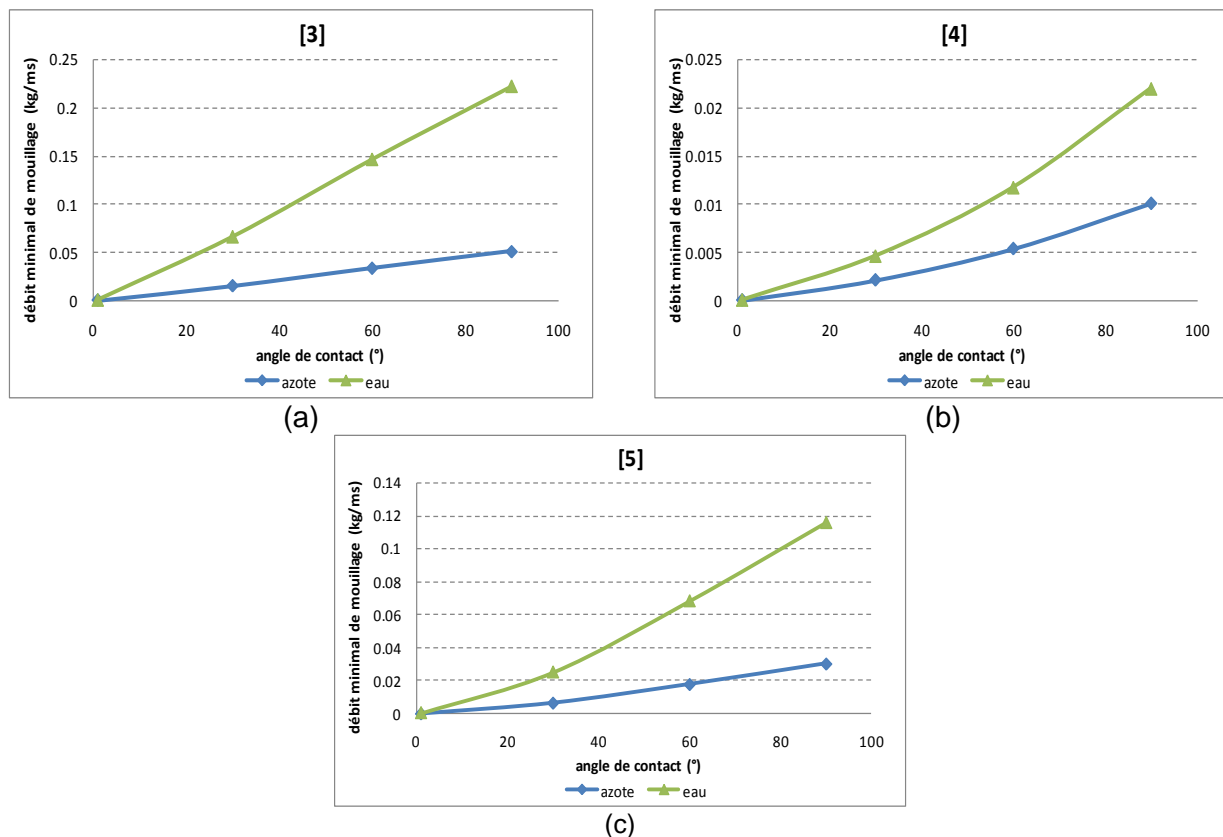 [3]
débit minimal de mouillage (kg/ms)
0.25
0.2
0.15
0.1
0.05
0
0 20 40 60 80 100
angle de contact (°)
azote eau
(a)
[4]
débit minimal de mouillage (kg/ms)
0.025
0.02
0.015
0.01
0.005
0
0 20 40 60 80 100
angle de contact (°)
azote eau
(b)
[5]
débit minimal de mouillage (kg/ms)
0.14
0.12
0.1
0.08
0.06
0.04
0.02
0
0 20 40 60 80 100
angle de contact (°)
azote eau
(c)